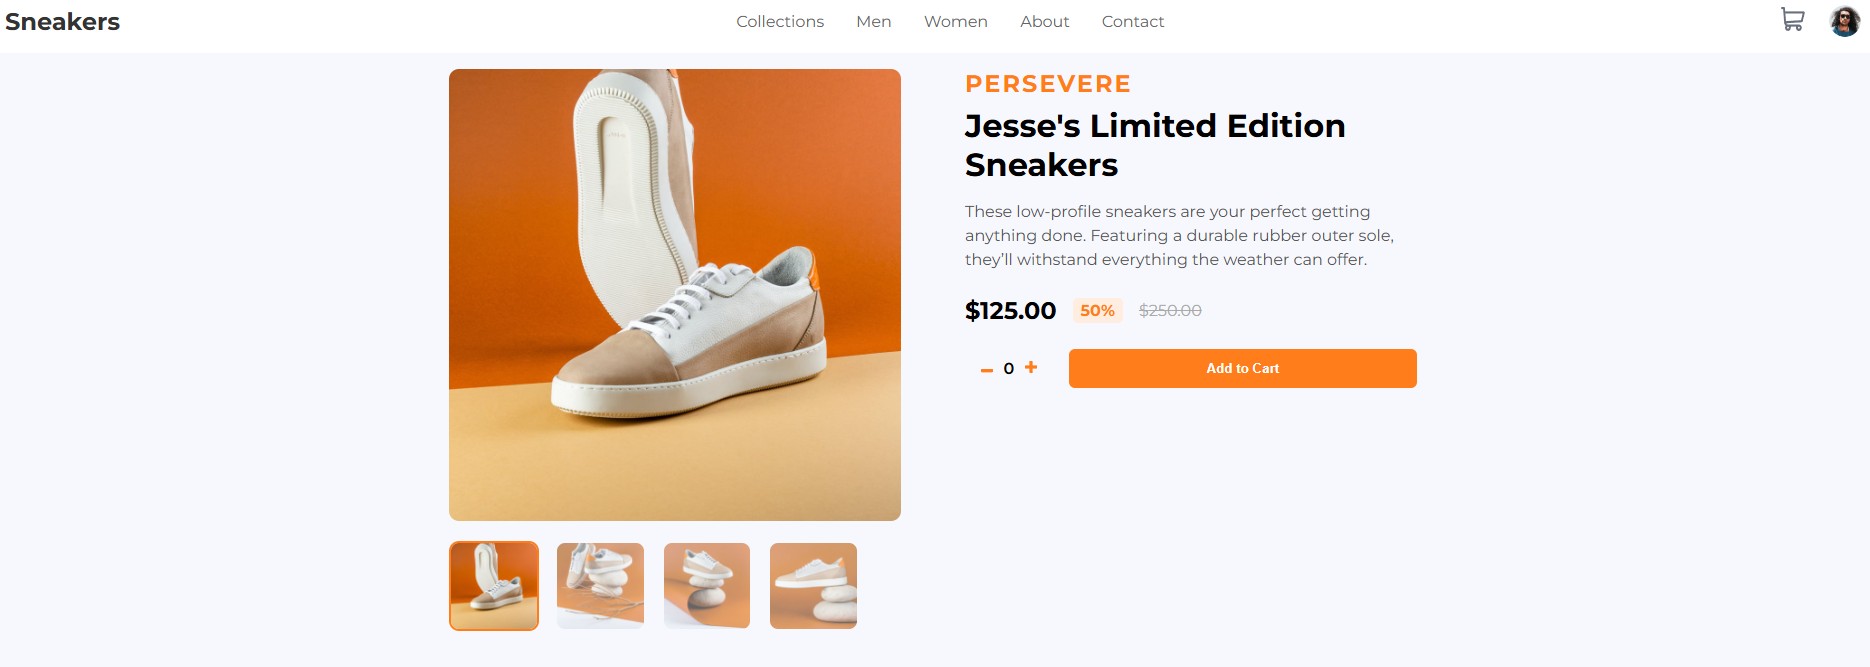 Sneakers
Collections Men Women About Contact
PERSEVERE
Jesse's Limited Edition
Sneakers
These low-profile sneakers are your perfect getting
anything done. Featuring a durable rubber outer sole,
they’ll withstand everything the weather can offer.
$125.00 50% $250.00
0 Add to Cart